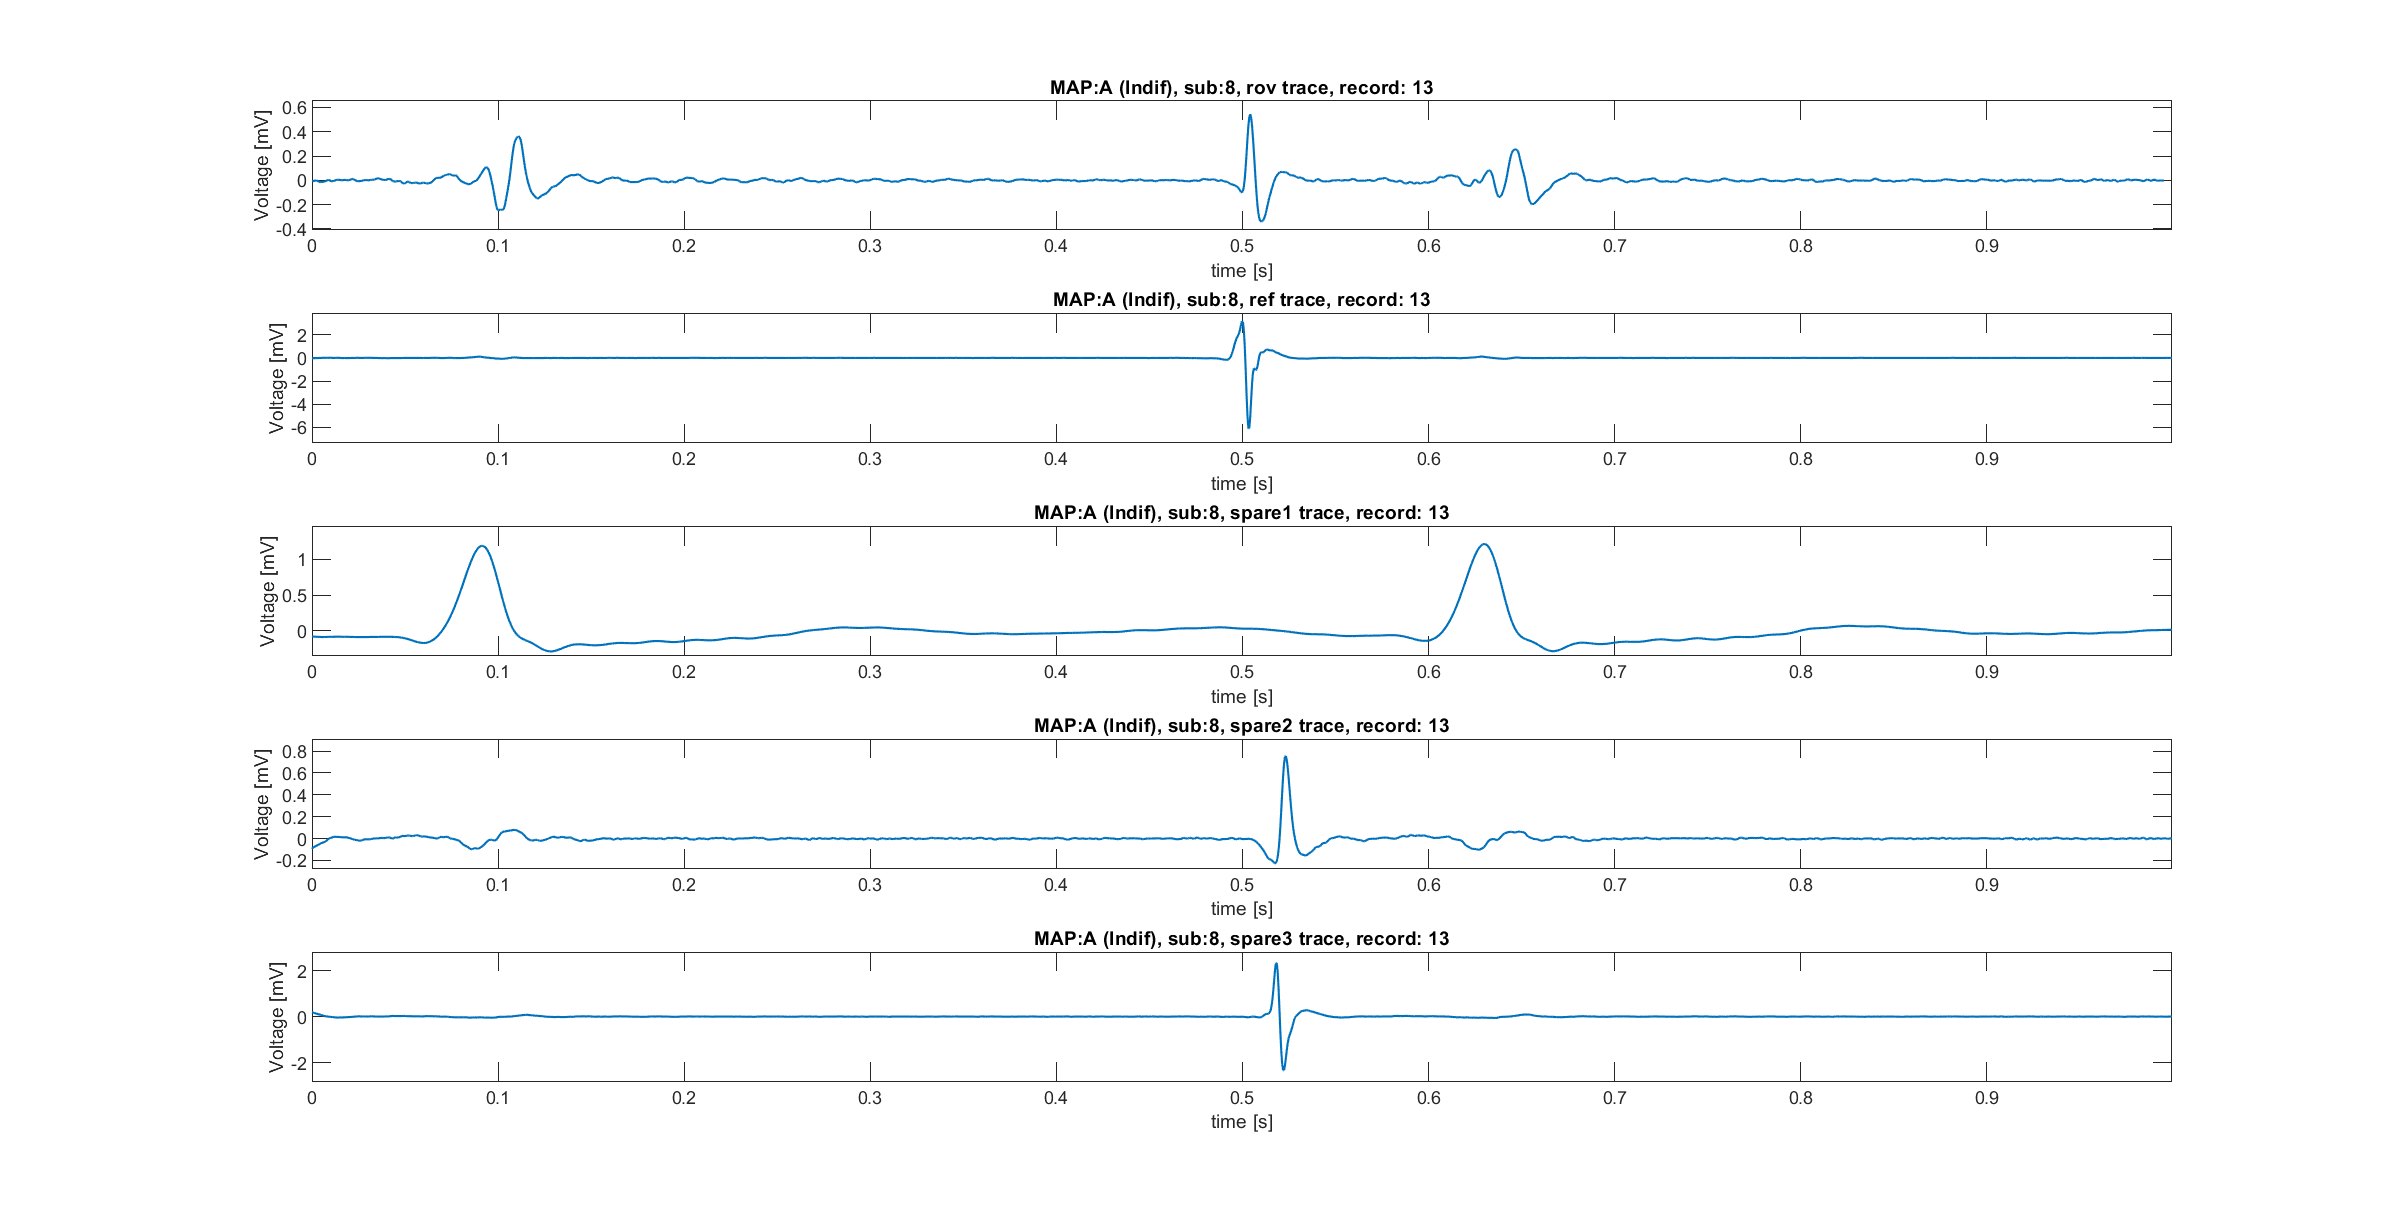 MAP:A (Indif), sub:8, rov trace, record: 13
Voltage [mV]
0.6
0.4
0.2
0
-0.2
-0.4
0 0.1 0.2 0.3 0.4 0.5 0.6 0.7 0.8 0.9
time [s]
MAP:A (Indif), sub:8, ref trace, record: 13
Voltage [mV]
2
0
-2
-4
-6
0 0.1 0.2 0.3 0.4 0.5 0.6 0.7 0.8 0.9
time [s]
MAP:A (Indif), sub:8, spare1 trace, record: 13
Voltage [mV]
1
0.5
0
0 0.1 0.2 0.3 0.4 0.5 0.6 0.7 0.8 0.9
time [s]
MAP:A (Indif), sub:8, spare2 trace, record: 13
Voltage [mV]
0.8
0.6
0.4
0.2
0
-0.2
0 0.1 0.2 0.3 0.4 0.5 0.6 0.7 0.8 0.9
time [s]
MAP:A (Indif), sub:8, spare3 trace, record: 13
Voltage [mV]
2
0
-2
0 0.1 0.2 0.3 0.4 0.5 0.6 0.7 0.8 0.9
time [s]